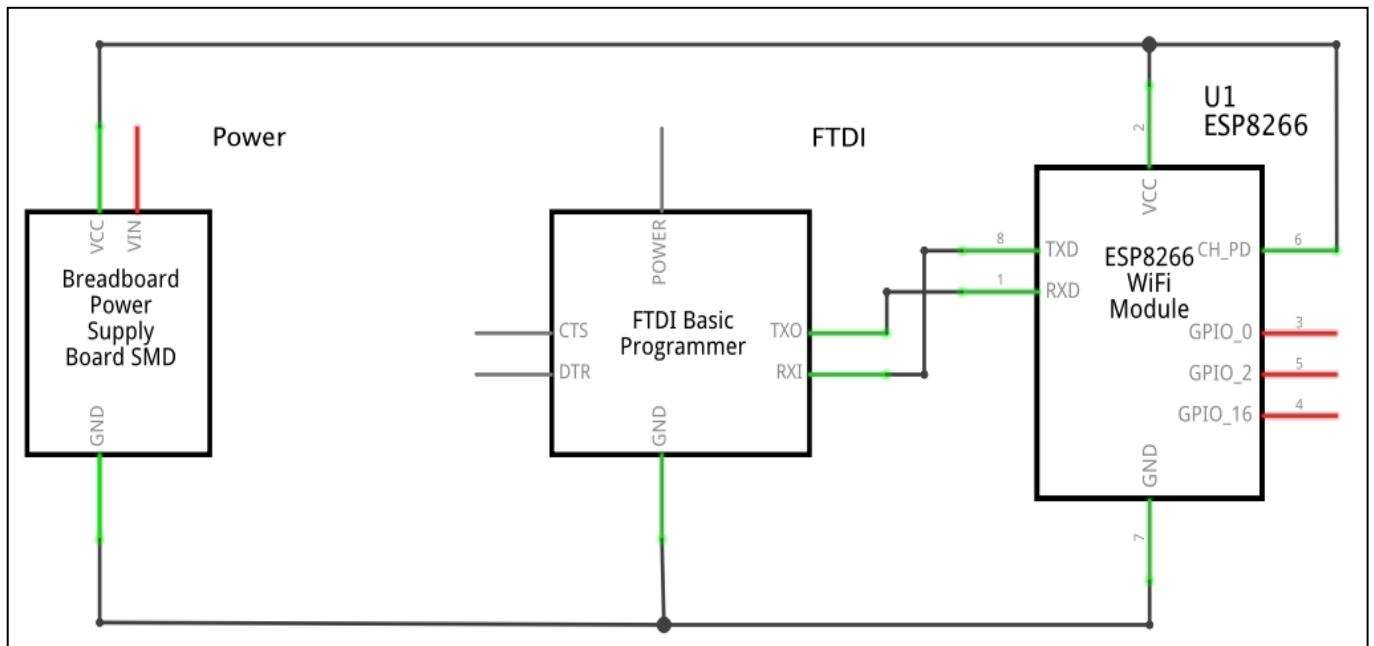 U1
ESP8266
Power
FTDI
2
VCC
VIN
VCC
Breadboard
Power
Supply
Board SMD
GND
POWER
CTS
DTR
FTDI Basic
Programmer
TXO
RXI
GND
8
1
TXD
RXD
ESP8266
WiFi
Module
CH_PD
6
GPIO_0
3
GPIO_2
5
GPIO_16
4
GND
7